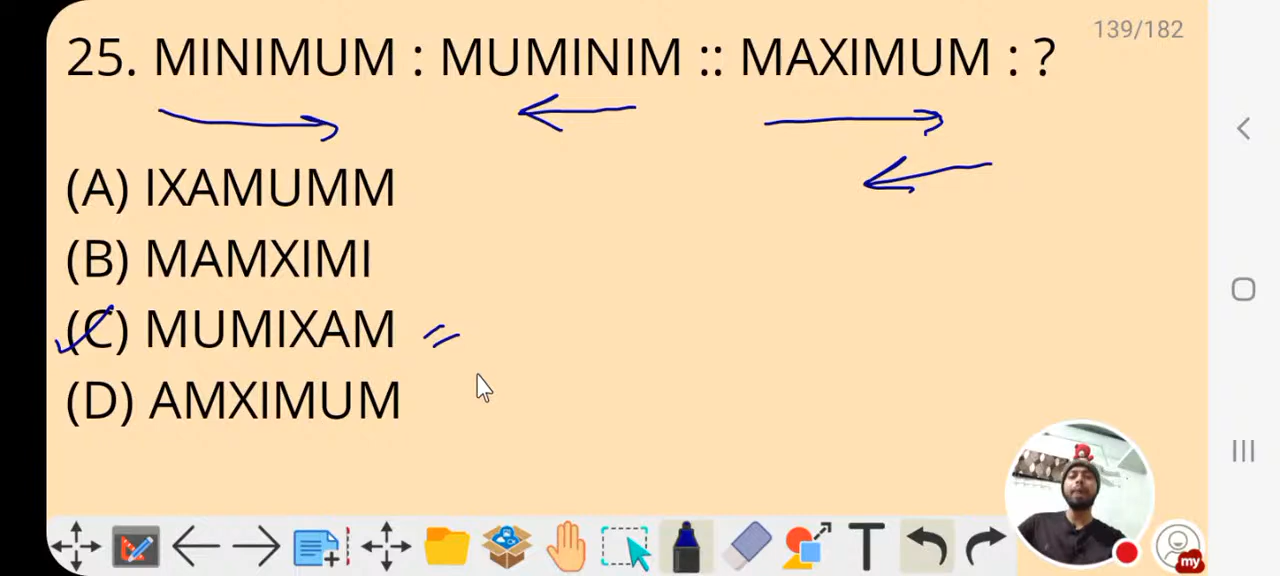 139/182
25. MINIMUM : MUMINIM :: MAXIMUM : ?
(A) IXAMUMM
(B) MAMXIMI
(C) MUMIXAM
(D) AMXIMUM
T
my